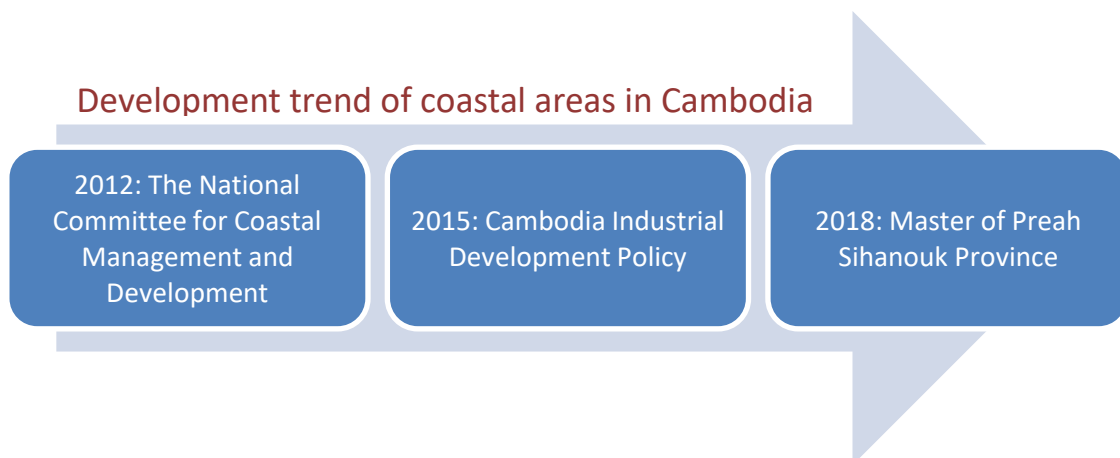 Development trend of coastal areas in Cambodia
2012: The National
Committee for Coastal
Management and
Development
2015: Cambodia Industrial
Development Policy
2018: Master of Preah
Sihanouk Province